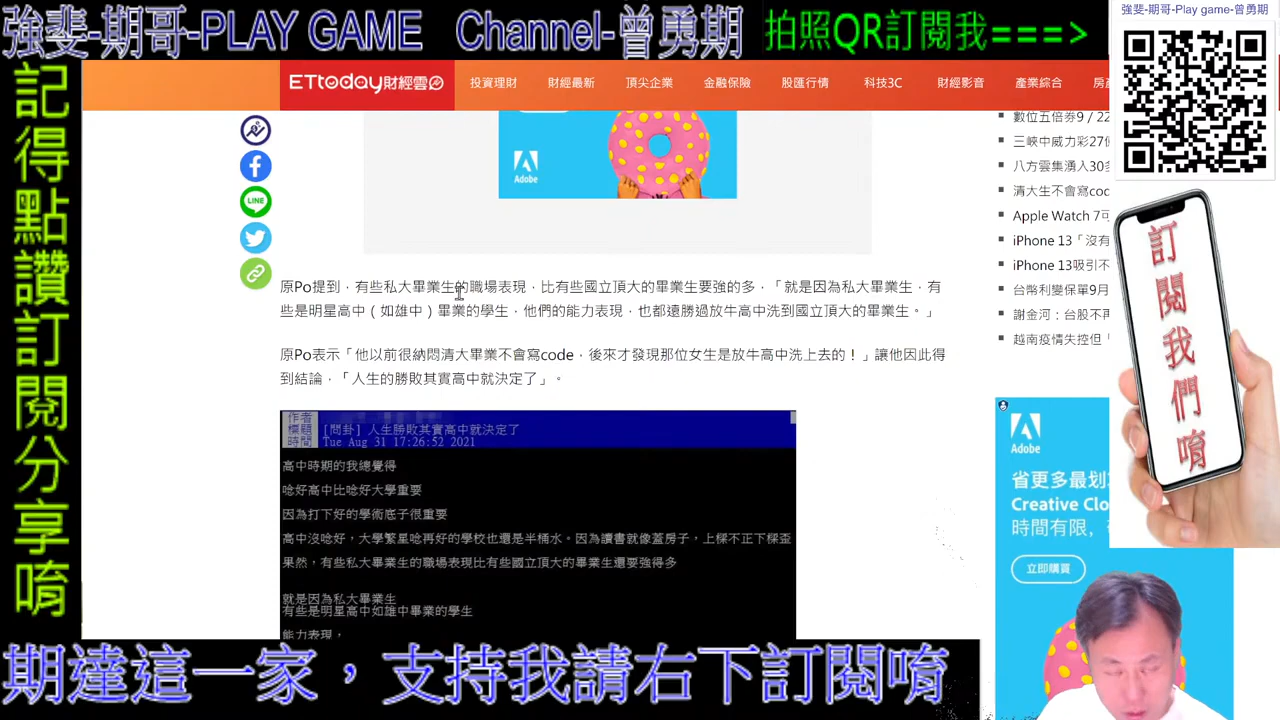 強斐-期哥-PLAY GAME Channel-曾勇期
拍照QR訂閱我===>
強斐-期哥-Play game-曾勇期
記得點讚訂閱分享唷
ETtoday財經雲
投資理財 財經最新 頂尖企業 金融保險 股匯行情 科技3C 財經影音 產業綜合 房
Adobe
LINE
數位五倍券9 / 22
三峽中威力彩27
八方雲集湧入30
清大生不會寫cod
Apple Watch 7可
iPhone 13「沒有
iPhone 13吸引不
台幣利變保單9月
謝金河:台股不再
越南疫情失控但「
原Po提到,有些私大畢業生的職場表現,比有些國立頂大的畢業生要強的多,「就是因為私大畢業生,有
些是明星高中(如雄中)畢業的學生,他們的能力表現,也都遠勝過放牛高中洗到國立頂大的畢業生。」
原Po表示「他以前很納悶清大畢業不會寫code,後來才發現那位女生是放牛高中洗上去的!」讓他因此得
到結論,「人生的勝敗其實高中就決定了」。
作者
標題 [問卦] 人生勝敗其實高中就決定了
時間 Tue Aug 31 17:26:52 2021
高中時期的我總覺得
唸好高中比唸好大學重要
因為打下好的學術底子很重要
高中沒唸好,大學繁星唸再好的學校也還是半桶水。因為讀書就像蓋房子,上樑不正下樑歪
果然,有些私大畢業生的職場表現比有些國立頂大的畢業生還要強得多
就是因為私大畢業生
有些是明星高中如雄中畢業的學生
能力表現,
Adobe
省更多最划
Creative Clo
時間有限,
立即購買
訂閱我們唷
期達這一家,支持我請右下訂閱唷